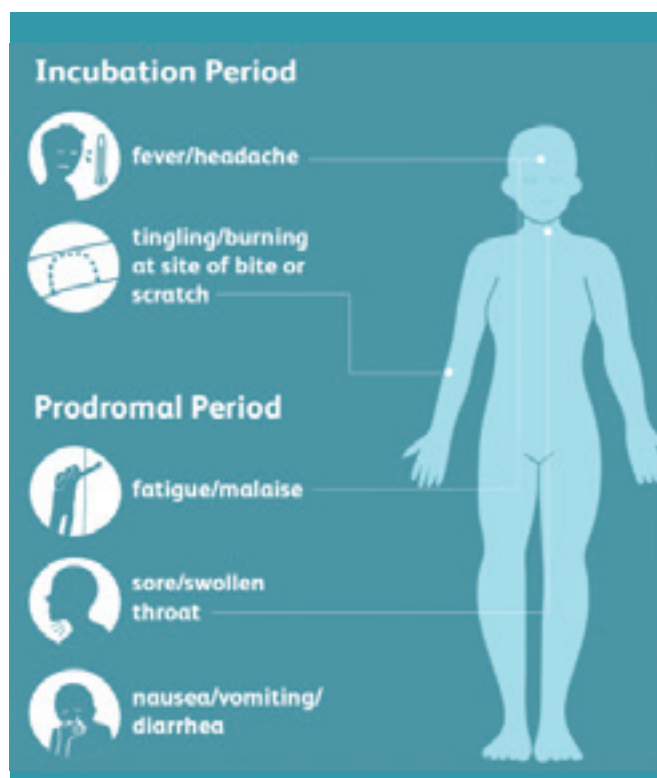 Incubation Period
fever/headache
tingling/burning
at site of bite or
scratch
Prodromal Period
fatigue/malaise
sore/swollen
throat
nausea/vomiting/
diarrhea